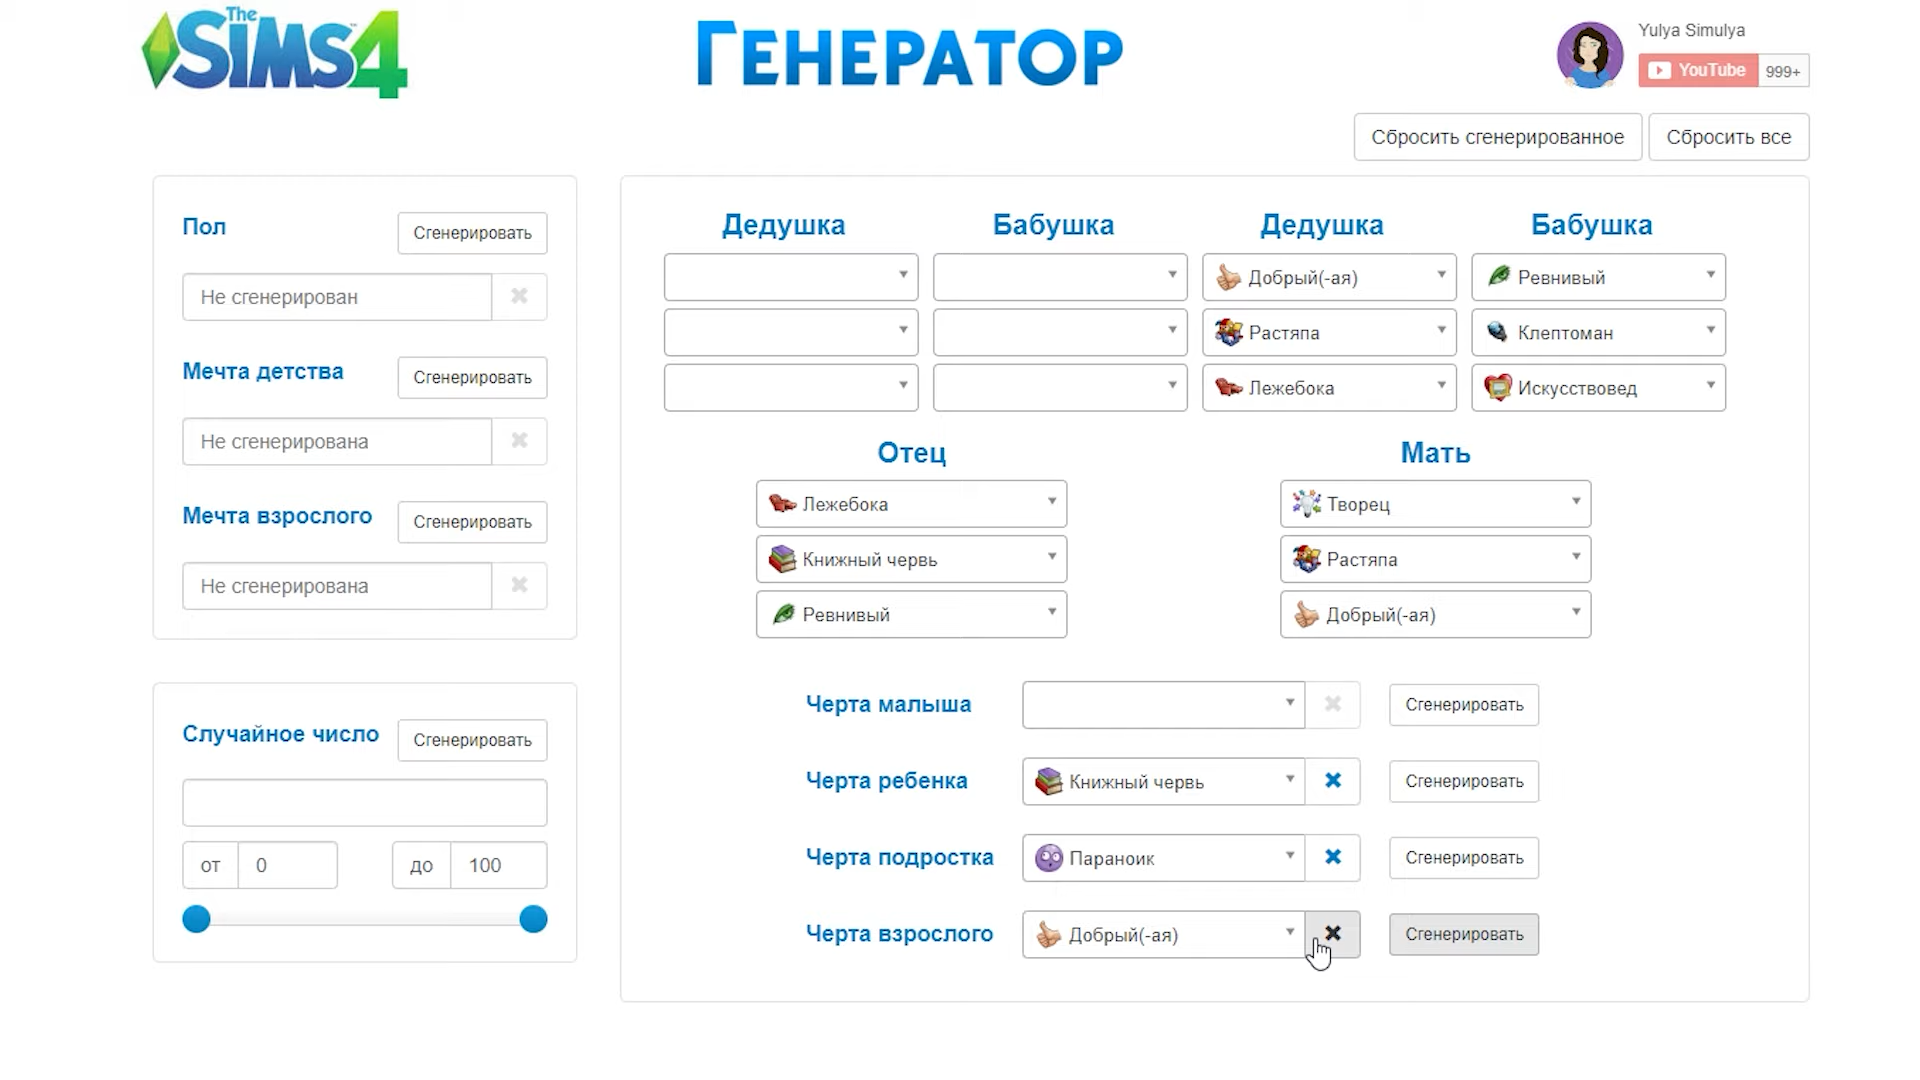 The Sims 4
Генератор
Yulya Simulya
YouTube 999+
Сбросить сгенерированное Сбросить все
Пол Сгенерировать
Не сгенерирован
Мечта детства Сгенерировать
Не сгенерирована
Мечта взрослого Сгенерировать
Не сгенерирована
Случайное число Сгенерировать
от 0 до 100
Дедушка Бабушка Дедушка Бабушка
Добрый(-ая) Ревнивый
Растяпа Клептоман
Лежебока Искусствовед
Отец Мать
Лежебока Творец
Книжный червь Растяпа
Ревнивый Добрый(-ая)
Черта малыша Сгенерировать
Черта ребенка Книжный червь Сгенерировать
Черта подростка Параноик Сгенерировать
Черта взрослого Добрый(-ая) Сгенерировать